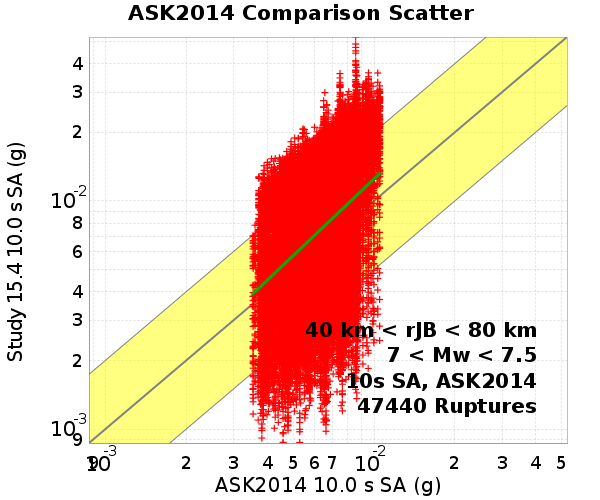 ASK2014 Comparison Scatter
Study 15.4 10.0 s SA (g)
4
3
2
10-2
8
6
4
3
2
10-3
9
40 km < rJB < 80 km
7 < Mw < 7.5
10s SA, ASK2014
47440 Ruptures
9 10-3 2 3 4 5 6 7 10-2 2 3 4 5
ASK2014 10.0 s SA (g)